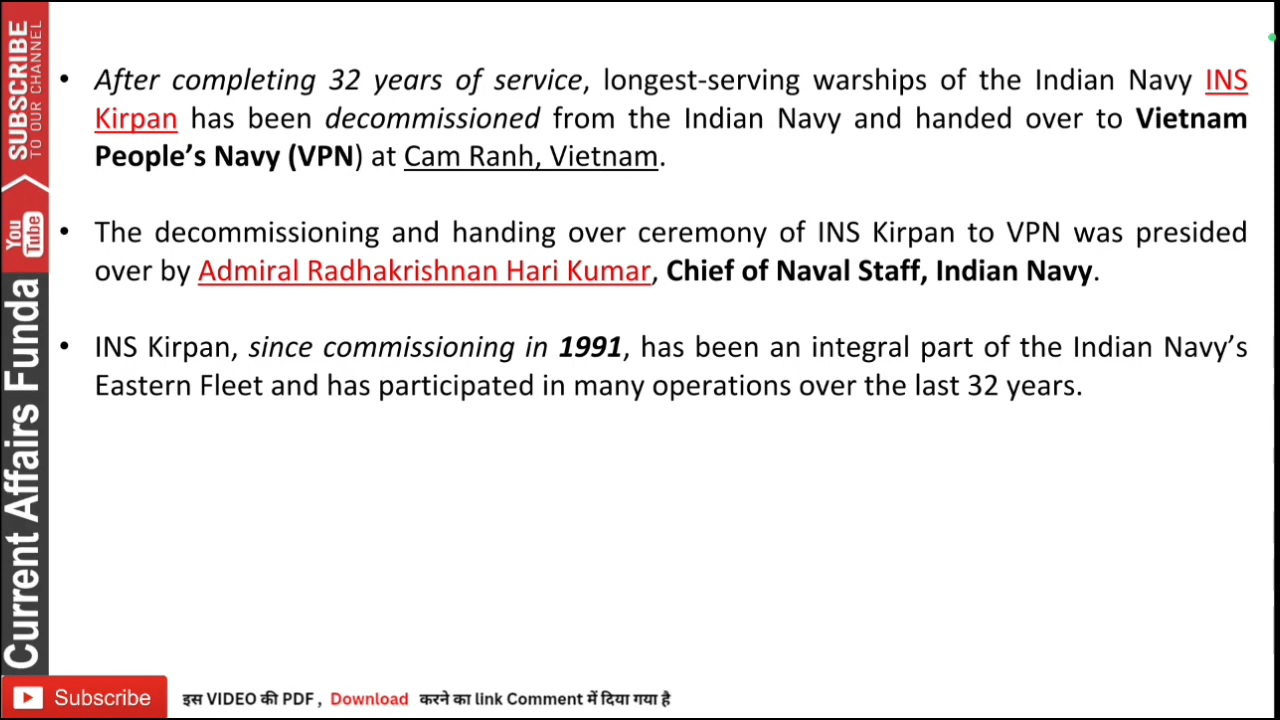 After completing 32 years of service, longest-serving warships of the Indian Navy INS
Kirpan has been decommissioned from the Indian Navy and handed over to Vietnam
People’s Navy (VPN) at Cam Ranh, Vietnam.
The decommissioning and handing over ceremony of INS Kirpan to VPN was presided
over by Admiral Radhakrishnan Hari Kumar, Chief of Naval Staff, Indian Navy.
INS Kirpan, since commissioning in 1991, has been an integral part of the Indian Navy’s
Eastern Fleet and has participated in many operations over the last 32 years.
SUBSCRIBE
TO OUR CHANNEL
You
Tube
Current Affairs Funda
Subscribe
इस VIDEO की PDF , Download करने का link Comment में दिया गया है